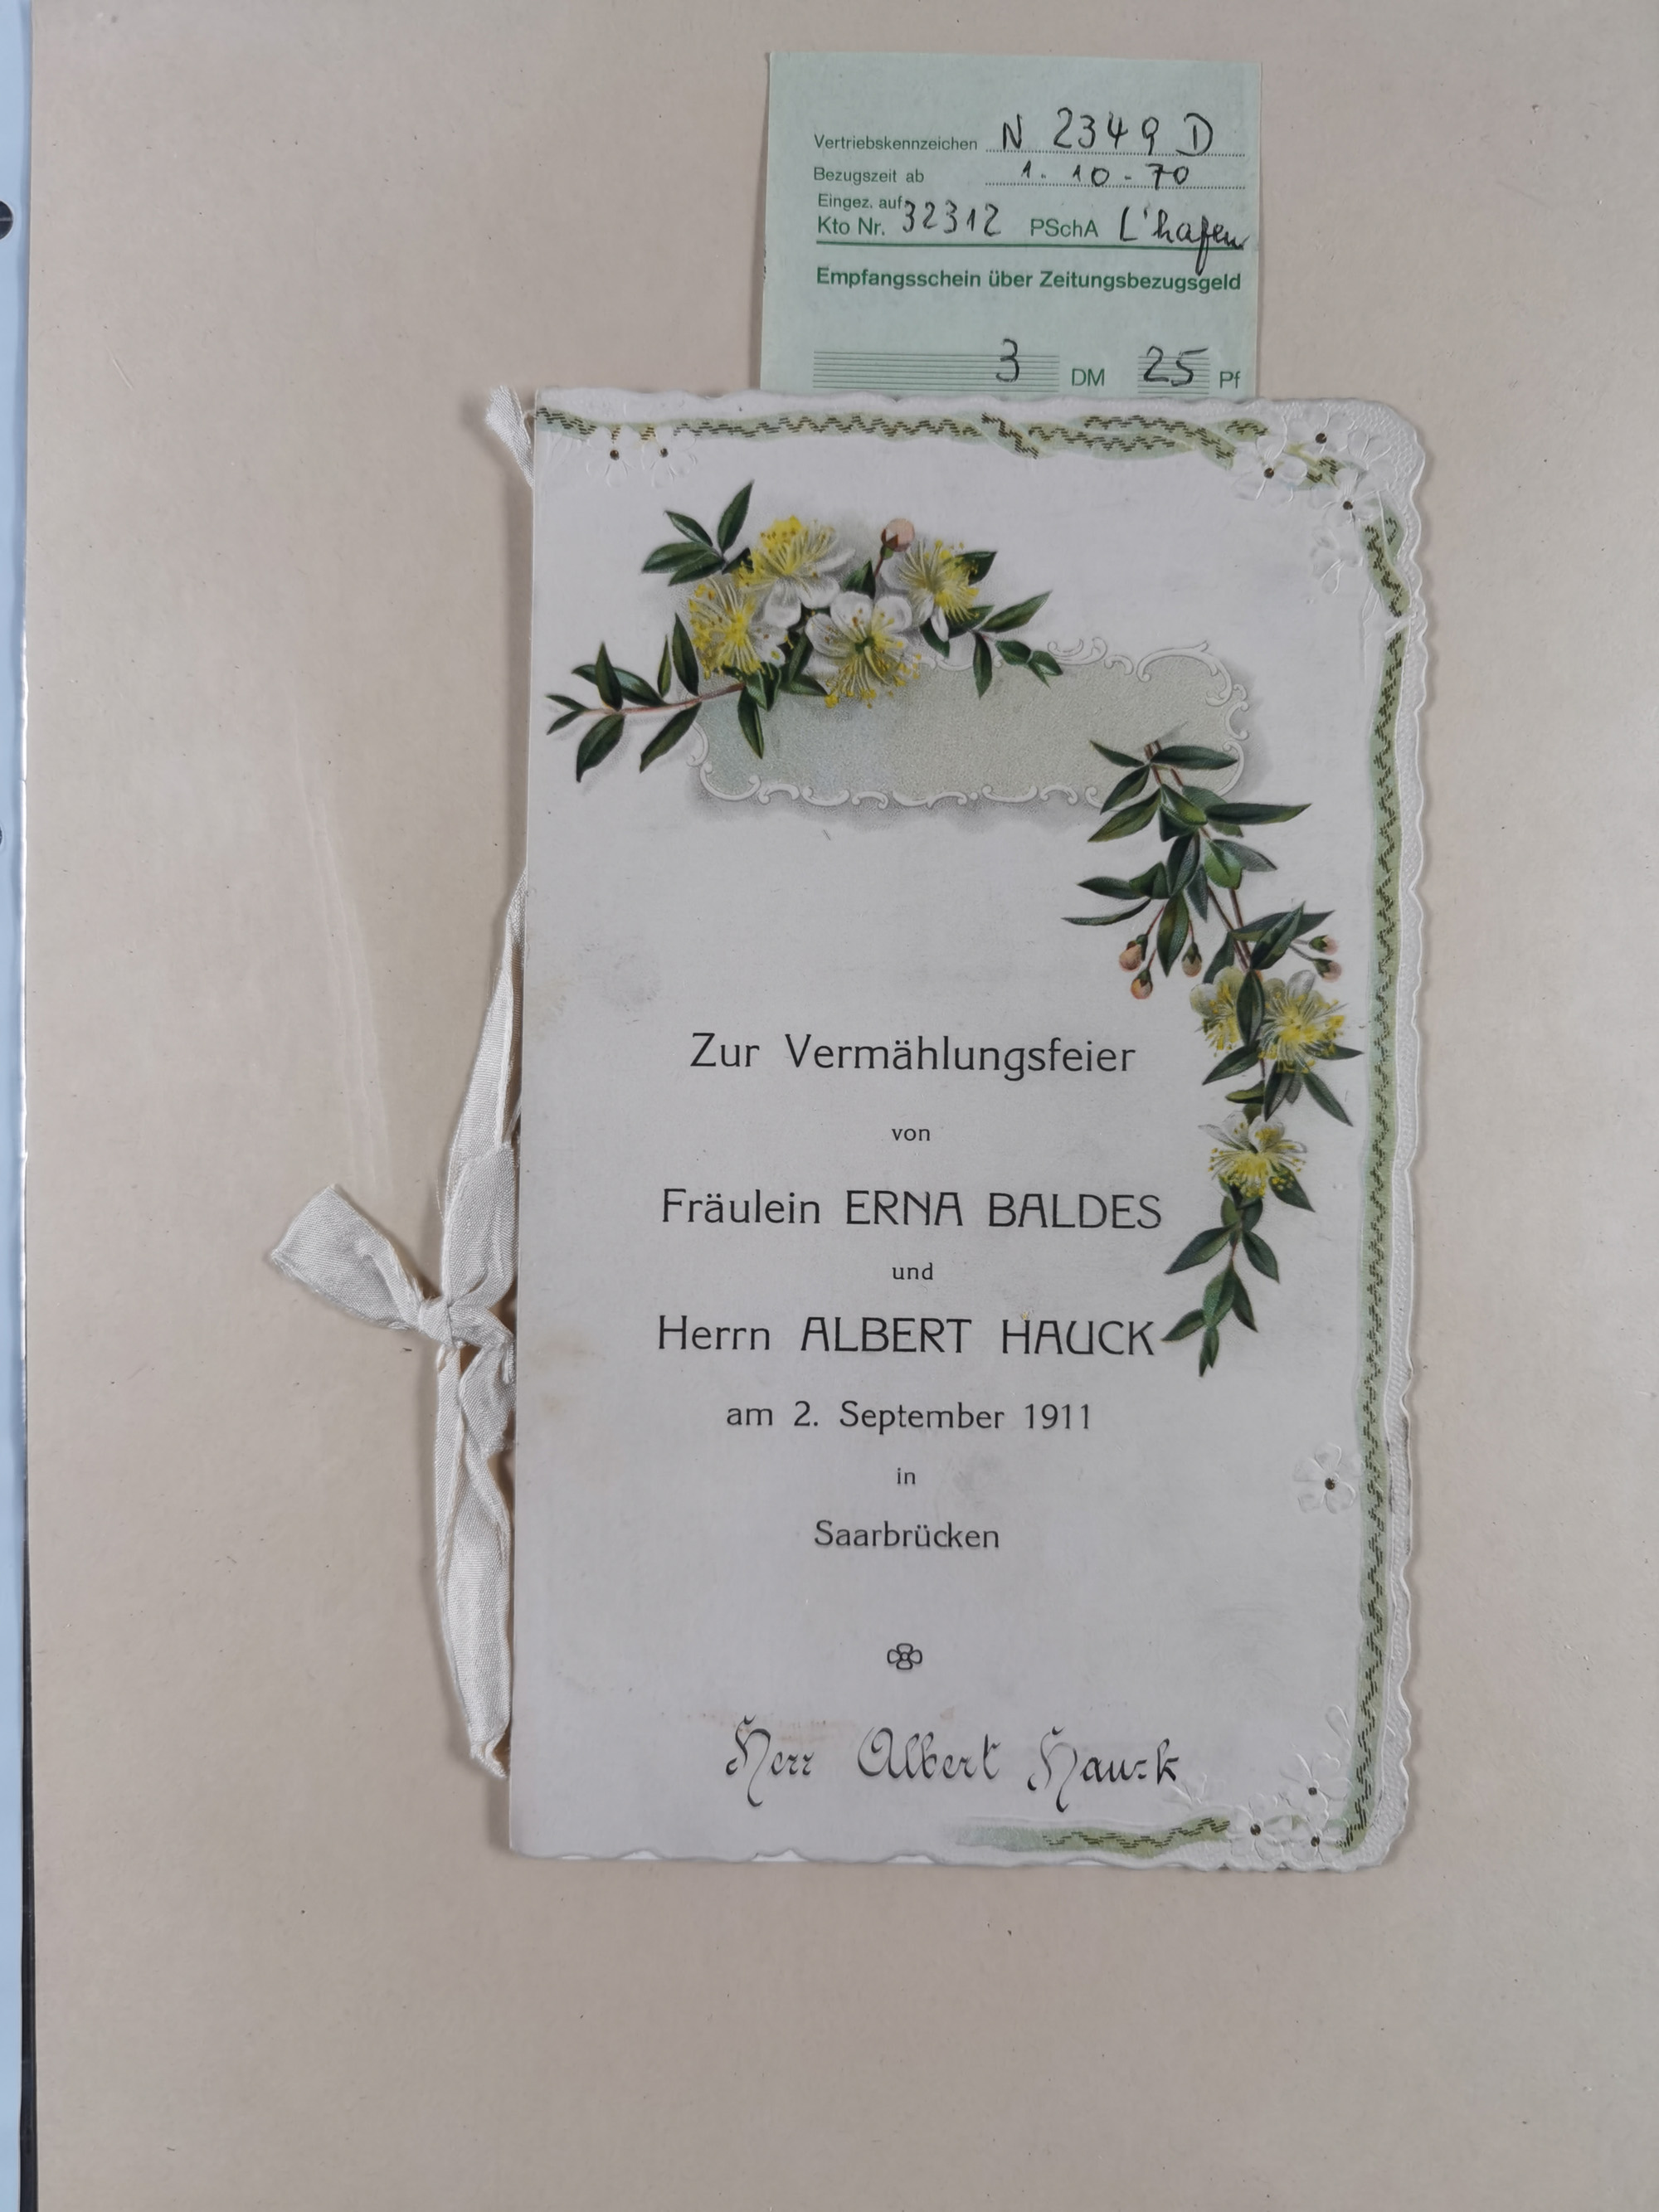 Vertriebskennzeichen N 2349 D
Bezugszeit ab 1. 10 - 70
Eingez. auf
Kto Nr. 32312 PSchA L'hafen
Empfangsschein über Zeitungsbezugsgeld
3 DM 25 Pf
Zur Vermählungsfeier
von
Fräulein ERNA BALDES
und
Herrn ALBERT HAUCK
am 2. September 1911
in
Saarbrücken
Herr Albert Hauck